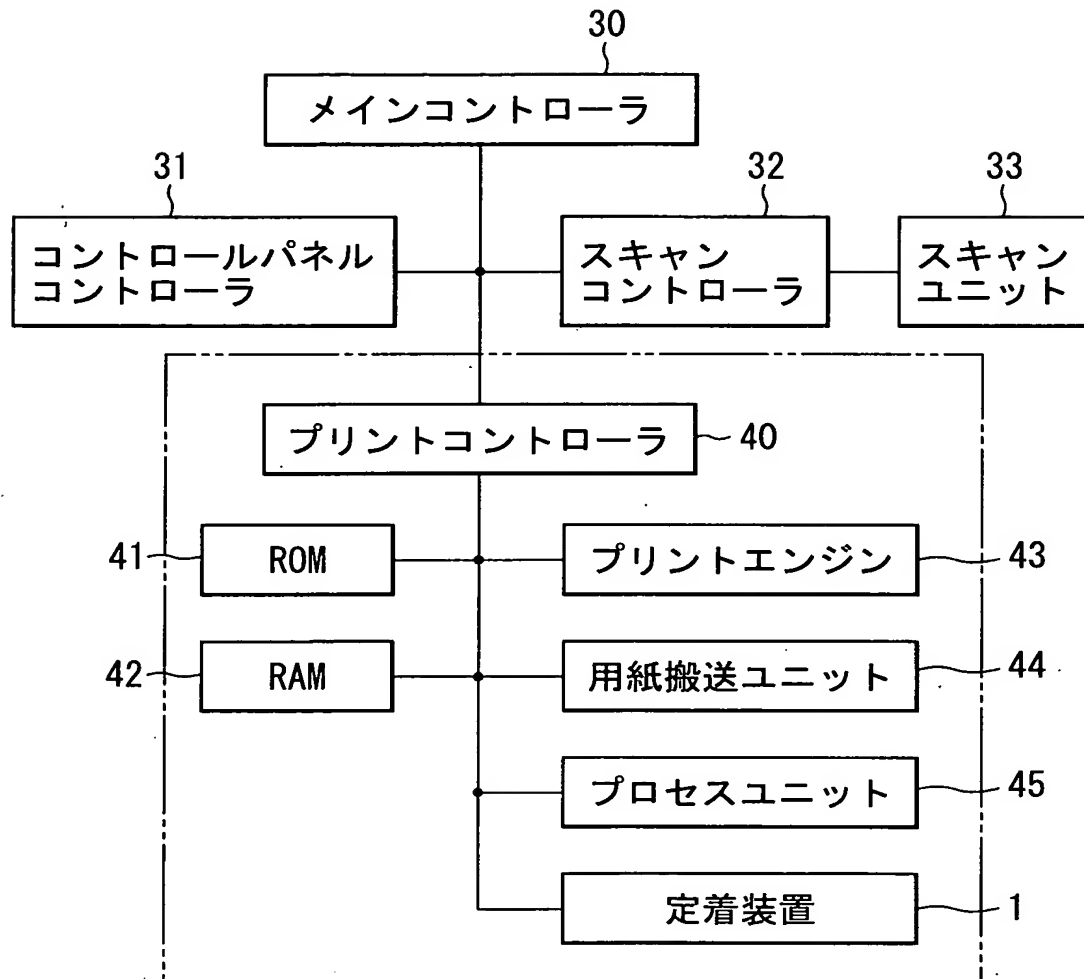 30
メインコントローラ
31
32
33
コントロールパネル
コントローラ
スキャン
コントローラ
スキャン
ユニット
プリントコントローラ
40
41
ROM
プリントエンジン
43
42
RAM
用紙搬送ユニット
44
プロセスユニット
45
定着装置
1